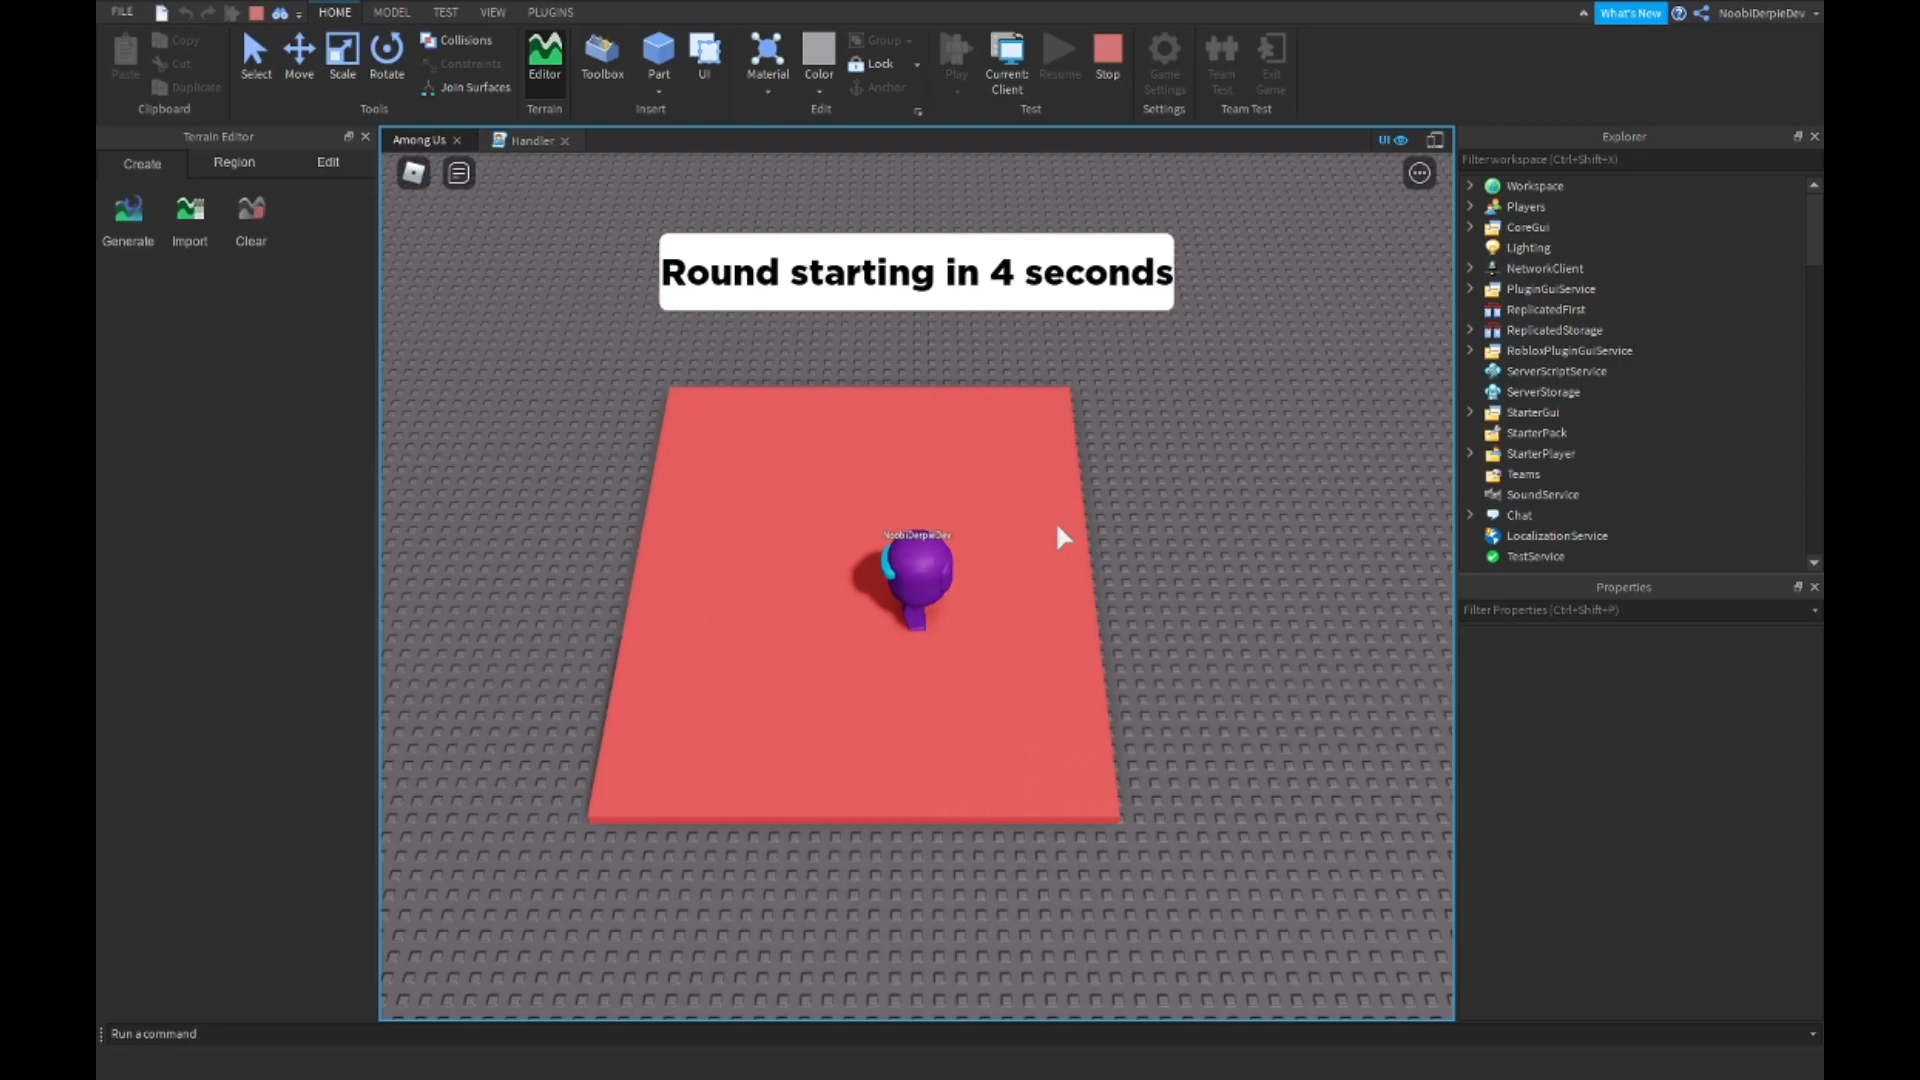 FILE HOME MODEL TEST VIEW PLUGINS What's New NoobiDerpieDev
Paste Copy Cut Duplicate
Clipboard
Select Move Scale Rotate
Collisions
Constraints
Join Surfaces
Tools
Editor
Terrain
Toolbox Part UI
Insert
Material Color
Group
Lock
Anchor
Edit
Play Current: Client Resume Stop
Test
Game Settings
Settings
Team Test Exit Game
Team Test
Terrain Editor
Create Region Edit
Generate Import Clear
Among Us Handler UI
Round starting in 4 seconds
NoobiDerpieDev
Explorer
Filter workspace (Ctrl+Shift+X)
Workspace
Players
CoreGui
Lighting
NetworkClient
PluginGuiService
ReplicatedFirst
ReplicatedStorage
RobloxPluginGuiService
ServerScriptService
ServerStorage
StarterGui
StarterPack
StarterPlayer
Teams
SoundService
Chat
LocalizationService
TestService
Properties
Filter Properties (Ctrl+Shift+P)
Run a command